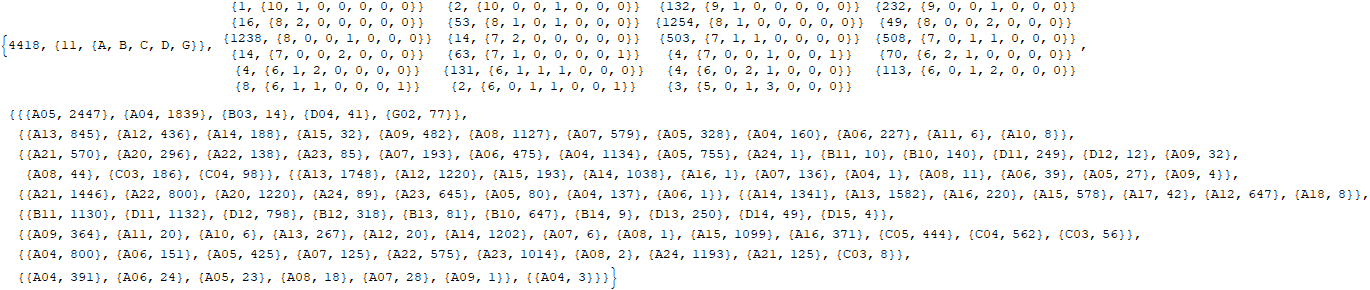 {1, {10, 1, 0, 0, 0, 0, 0}} {2, {10, 0, 0, 1, 0, 0, 0}} {132, {9, 1, 0, 0, 0, 0, 0}} {232, {9, 0, 0, 1, 0, 0, 0}}
{16, {8, 2, 0, 0, 0, 0, 0}} {53, {8, 1, 0, 1, 0, 0, 0}} {1254, {8, 1, 0, 0, 1, 0, 0, 0}} {49, {8, 0, 0, 2, 0, 0, 0}}
{4418, {11, {A, B, C, D, G}}, {1238, {8, 0, 0, 1, 0, 0, 0}} {14, {7, 2, 0, 0, 0, 0, 0}} {503, {7, 1, 1, 0, 0, 0, 0}} {508, {7, 0, 1, 1, 0, 0, 0}} ,
{14, {7, 0, 0, 2, 0, 0, 0}} {63, {7, 1, 0, 0, 0, 0, 1}} {4, {7, 0, 0, 1, 0, 0, 1}} {70, {6, 2, 1, 0, 0, 0, 0}}
{4, {6, 1, 2, 0, 0, 0, 0}} {131, {6, 1, 1, 1, 0, 0, 0}} {4, {6, 0, 2, 1, 0, 0, 0}} {113, {6, 0, 1, 2, 0, 0, 0}}
{8, {6, 1, 1, 0, 0, 0, 1}} {2, {6, 0, 1, 1, 0, 0, 1}} {3, {5, 0, 1, 3, 0, 0, 0}}
{{{A05, 2447}, {A04, 1839}, {B03, 14}, {D04, 41}, {G02, 77}},
{{A13, 845}, {A12, 436}, {A14, 188}, {A15, 32}, {A09, 482}, {A08, 1127}, {A07, 579}, {A05, 328}, {A04, 160}, {A06, 227}, {A11, 6}, {A10, 8}},
{{A21, 570}, {A20, 296}, {A22, 138}, {A23, 85}, {A07, 193}, {A06, 475}, {A04, 1134}, {A05, 755}, {A24, 1}, {B11, 10}, {B10, 140}, {D11, 249}, {D12, 12}, {A09, 32},
{A08, 44}, {C03, 186}, {C04, 98}}, {{A13, 1748}, {A12, 1220}, {A15, 193}, {A14, 1038}, {A16, 1}, {A07, 136}, {A04, 1}, {A08, 11}, {A06, 39}, {A05, 27}, {A09, 4}},
{{A21, 1446}, {A22, 800}, {A20, 1220}, {A24, 89}, {A23, 645}, {A05, 80}, {A04, 137}, {A06, 1}}, {{A14, 1341}, {A13, 1582}, {A16, 220}, {A15, 578}, {A17, 42}, {A12, 647}, {A18, 8}},
{{B11, 1130}, {D11, 1132}, {D12, 798}, {B12, 318}, {B13, 81}, {B10, 647}, {B14, 9}, {D13, 250}, {D14, 49}, {D15, 4}},
{{A09, 364}, {A11, 20}, {A10, 6}, {A13, 267}, {A12, 20}, {A14, 1202}, {A07, 6}, {A08, 1}, {A15, 1099}, {A16, 371}, {C05, 444}, {C04, 562}, {C03, 56}},
{{A04, 800}, {A06, 151}, {A05, 425}, {A07, 125}, {A22, 575}, {A23, 1014}, {A08, 2}, {A24, 1193}, {A21, 125}, {C03, 8}},
{{A04, 391}, {A06, 24}, {A05, 23}, {A08, 18}, {A07, 28}, {A09, 1}}, {{A04, 3}}}}